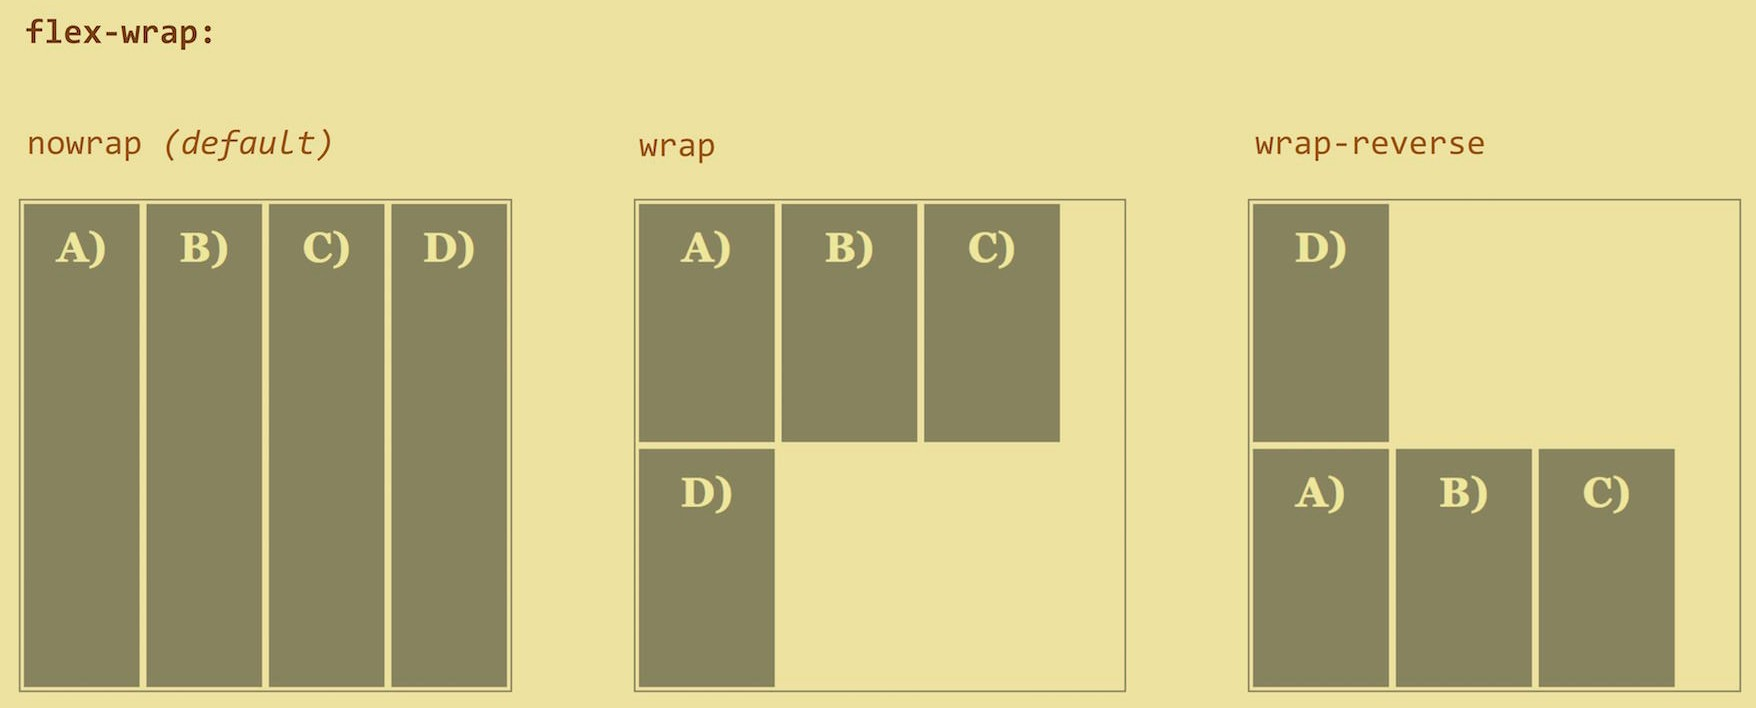 flex-wrap:
nowrap (default)
A) B) C) D)
wrap
A) B) C)
D)
wrap-reverse
D)
A) B) C)